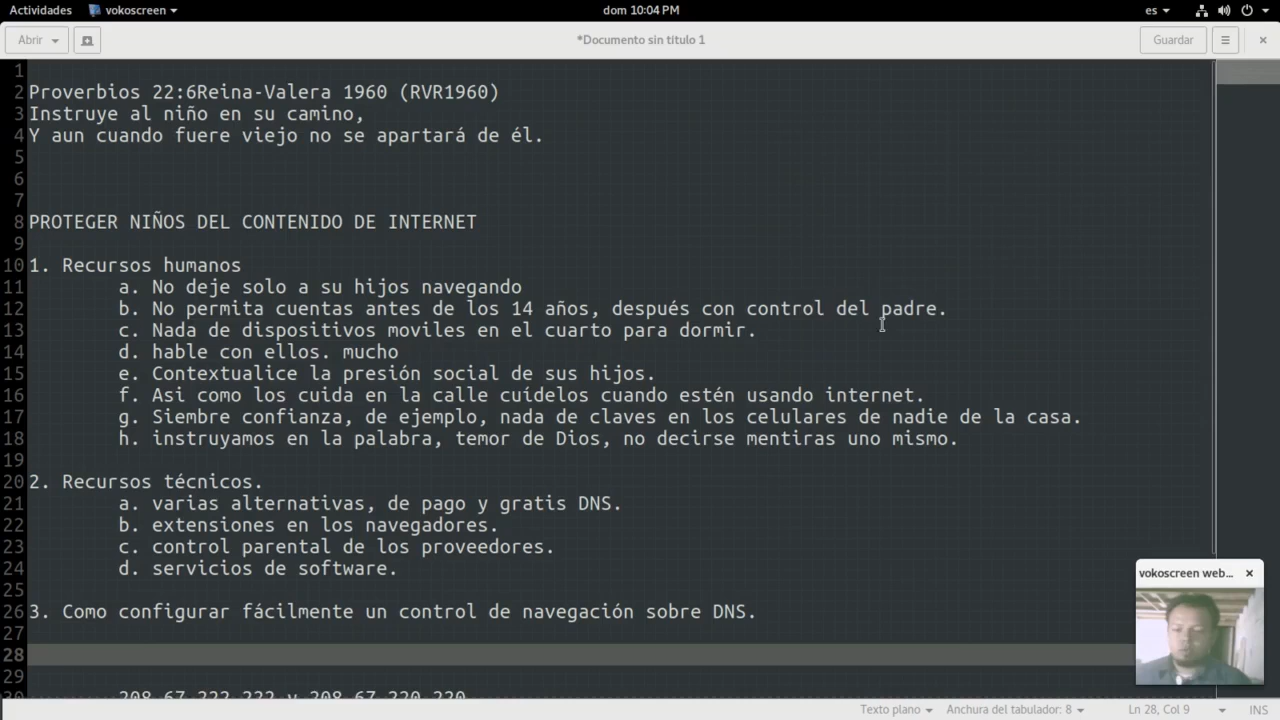 Actividades vokoscreen dom 10:04 PM es
Abrir *Documento sin título 1 Guardar
1
2 Proverbios 22:6Reina-Valera 1960 (RVR1960)
3 Instruye al niño en su camino,
4 Y aun cuando fuere viejo no se apartará de él.
5
6
7
8 PROTEGER NIÑOS DEL CONTENIDO DE INTERNET
9
10 1. Recursos humanos
11 a. No deje solo a su hijos navegando
12 b. No permita cuentas antes de los 14 años, después con control del padre.
13 c. Nada de dispositivos moviles en el cuarto para dormir.
14 d. hable con ellos. mucho
15 e. Contextualice la presión social de sus hijos.
16 f. Asi como los cuida en la calle cuídelos cuando estén usando internet.
17 g. Siembre confianza, de ejemplo, nada de claves en los celulares de nadie de la casa.
18 h. instruyamos en la palabra, temor de Dios, no decirse mentiras uno mismo.
19
20 2. Recursos técnicos.
21 a. varias alternativas, de pago y gratis DNS.
22 b. extensiones en los navegadores.
23 c. control parental de los proveedores.
24 d. servicios de software.
25
26 3. Como configurar fácilmente un control de navegación sobre DNS.
27
28
29
30 208.67.222.222 y 208.67.220.220
vokoscreen web...
Texto plano Anchura del tabulador: 8 Ln 28, Col 9 INS